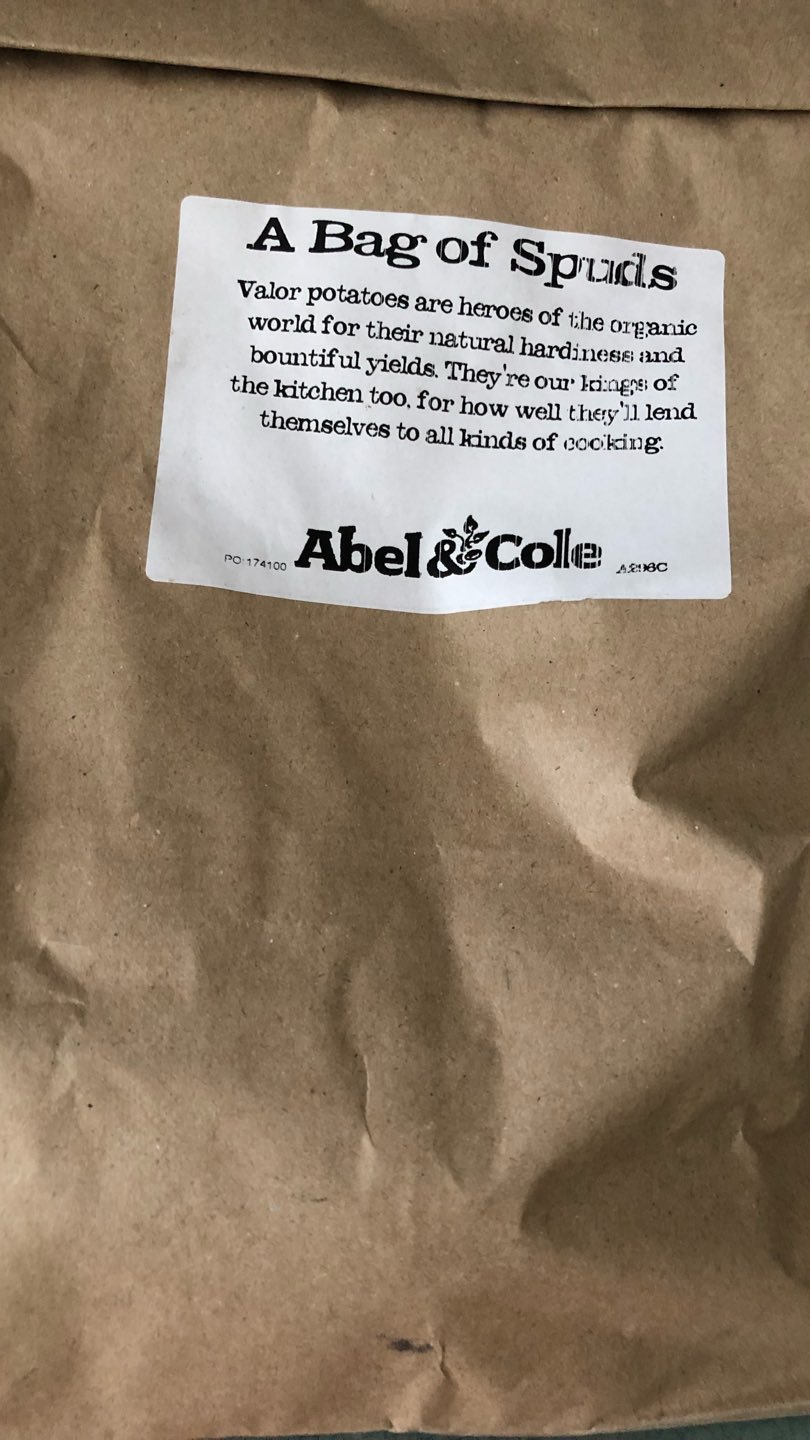 A Bag of Spuds
Valor potatoes are heroes of the organic
world for their natural hardiness and
bountiful yields. They're our kings of
the kitchen too, for how well they'll lend
themselves to all kinds of cooking.
Abel & Cole
PO:174100